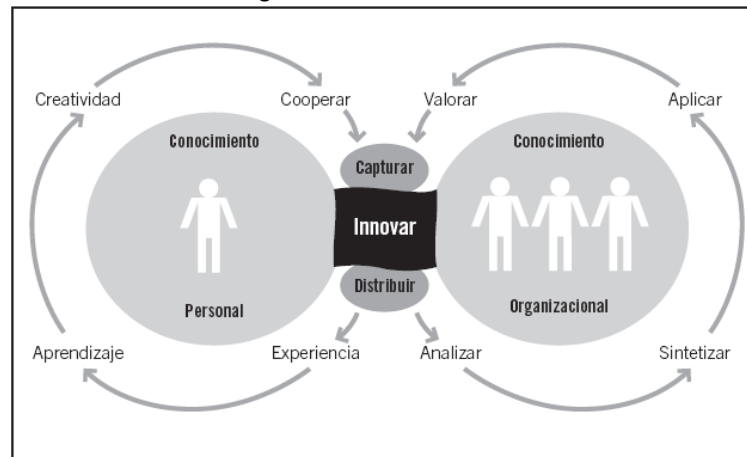 Creatividad
Cooperar
Valorar
Aplicar
Conocimiento
Capturar
Conocimiento
Innovar
Distribuir
Personal
Organizacional
Aprendizaje
Experiencia
Analizar
Sintetizar